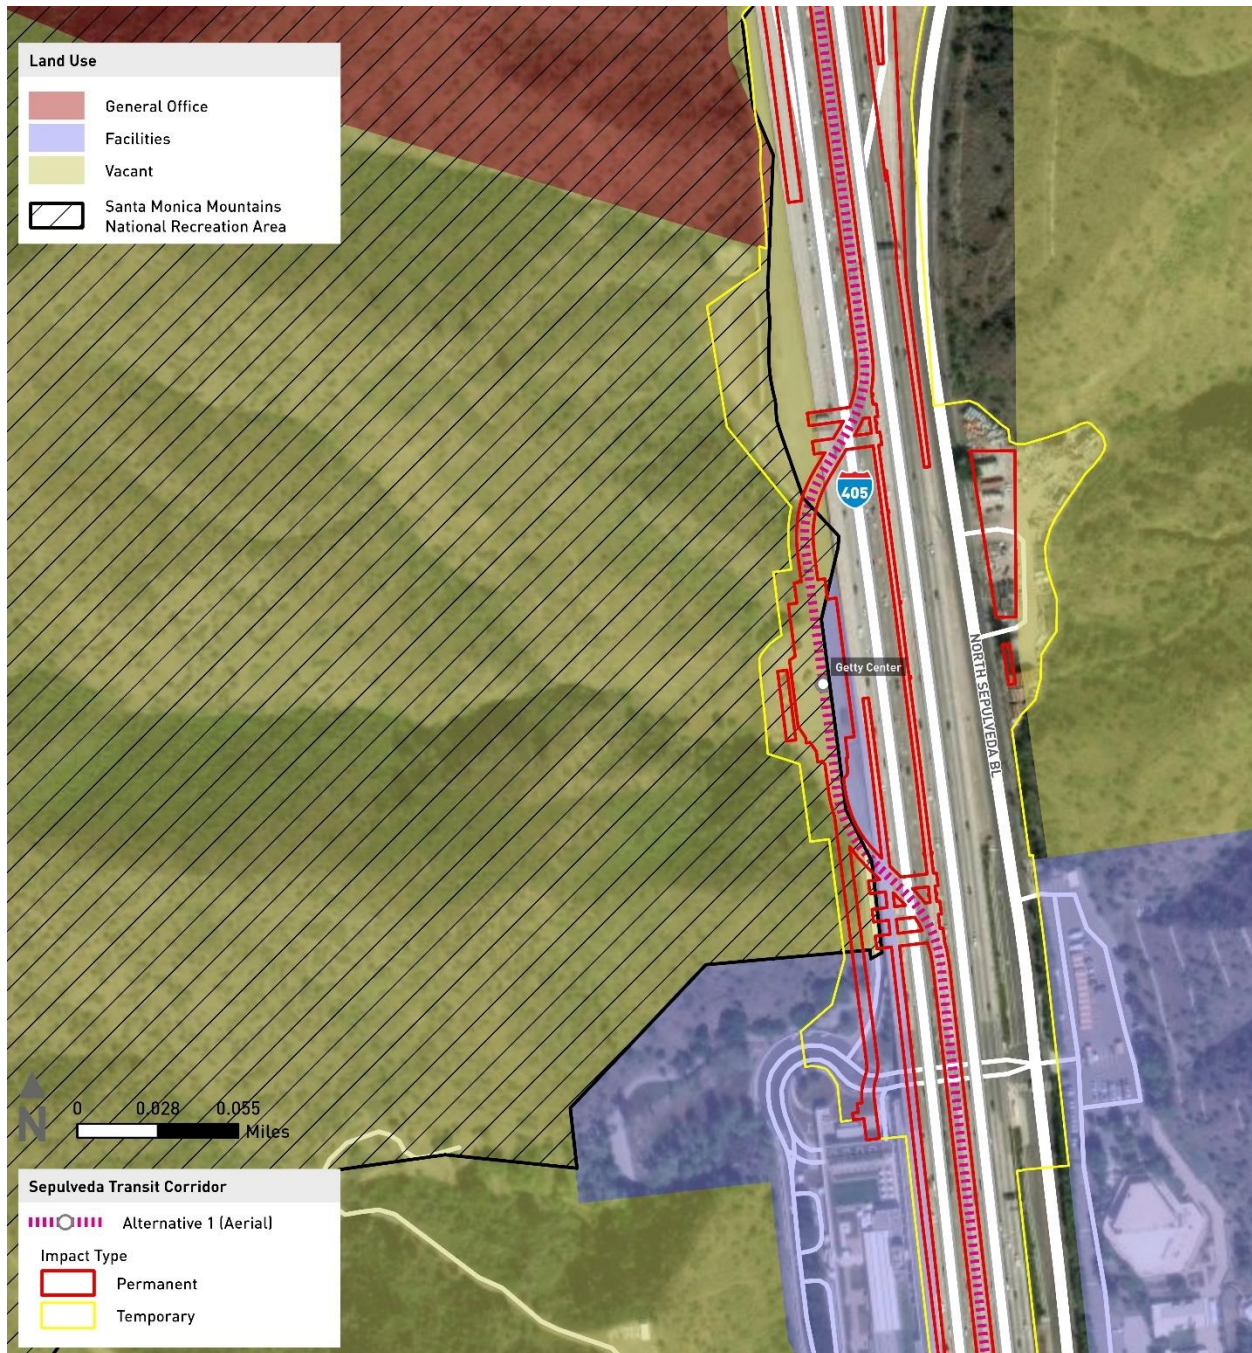 Land Use
General Office
Facilities
Vacant
Santa Monica Mountains
National Recreation Area
405
Getty Center
NORTH SEPULVEDA BL
N
0 0.028 0.055
Miles
Sepulveda Transit Corridor
Alternative 1 (Aerial)
Impact Type
Permanent
Temporary